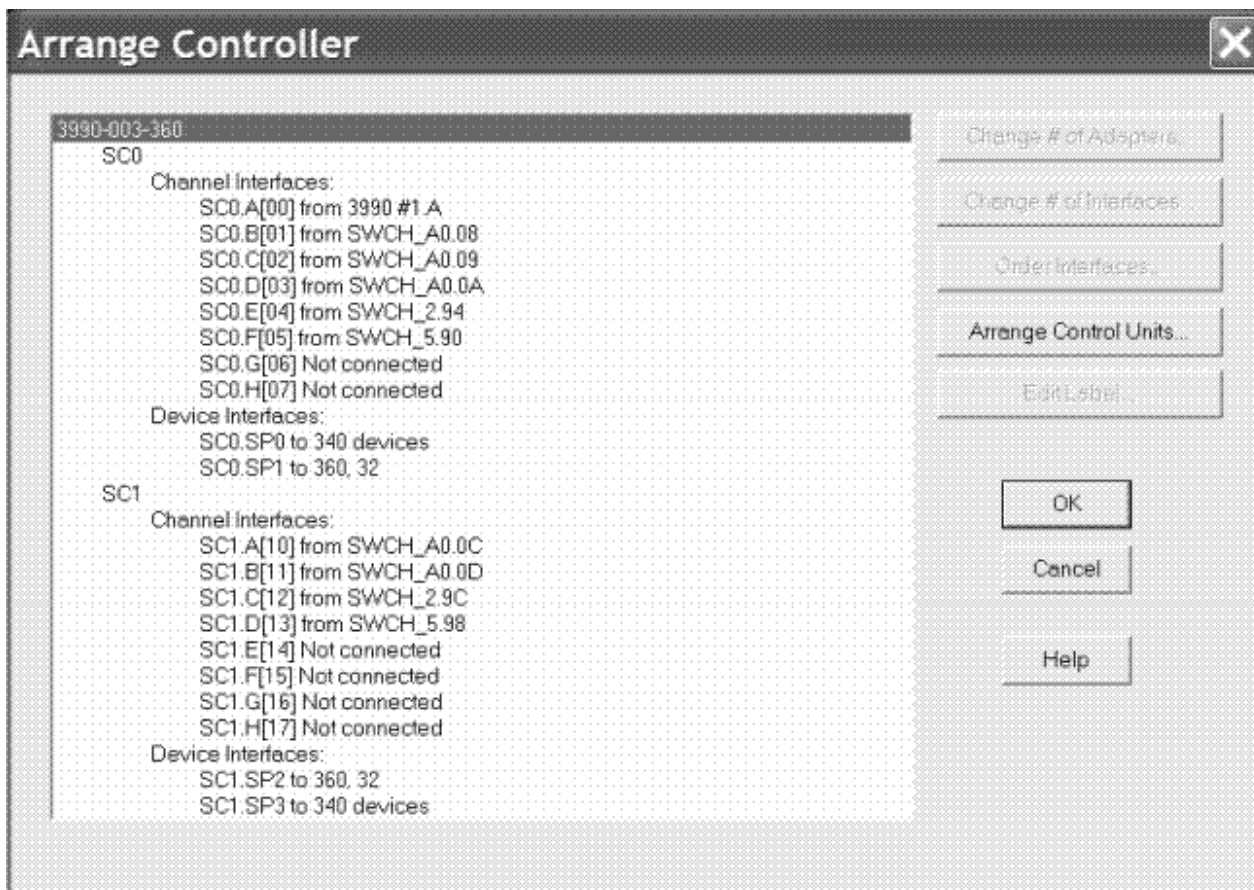 Arrange Controller
3990-003-360
SC0
Channel Interfaces:
SC0.A[00] from 3990 #1.A
SC0.B[01] from SWCH_A0.08
SC0.C[02] from SWCH_A0.09
SC0.D[03] from SWCH_A0.0A
SC0.E[04] from SWCH_2.94
SC0.F[05] from SWCH_5.90
SC0.G[06] Not connected
SC0.H[07] Not connected
Device Interfaces:
SC0.SP0 to 340 devices
SC0.SP1 to 360, 32
SC1
Channel Interfaces:
SC1.A[10] from SWCH_A0.0C
SC1.B[11] from SWCH_A0.0D
SC1.C[12] from SWCH_2.9C
SC1.D[13] from SWCH_5.98
SC1.E[14] Not connected
SC1.F[15] Not connected
SC1.G[16] Not connected
SC1.H[17] Not connected
Device Interfaces:
SC1.SP2 to 360, 32
SC1.SP3 to 340 devices
Change # of Adapters...
Change # of Interfaces...
Order Interfaces...
Arrange Control Units...
Edit Label...
OK
Cancel
Help